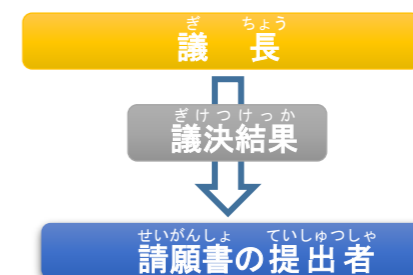 ぎ ちょう
議 長
ぎけつけっか
議決結果
せいがんしょ ていしゅつしゃ
請願書の提出者